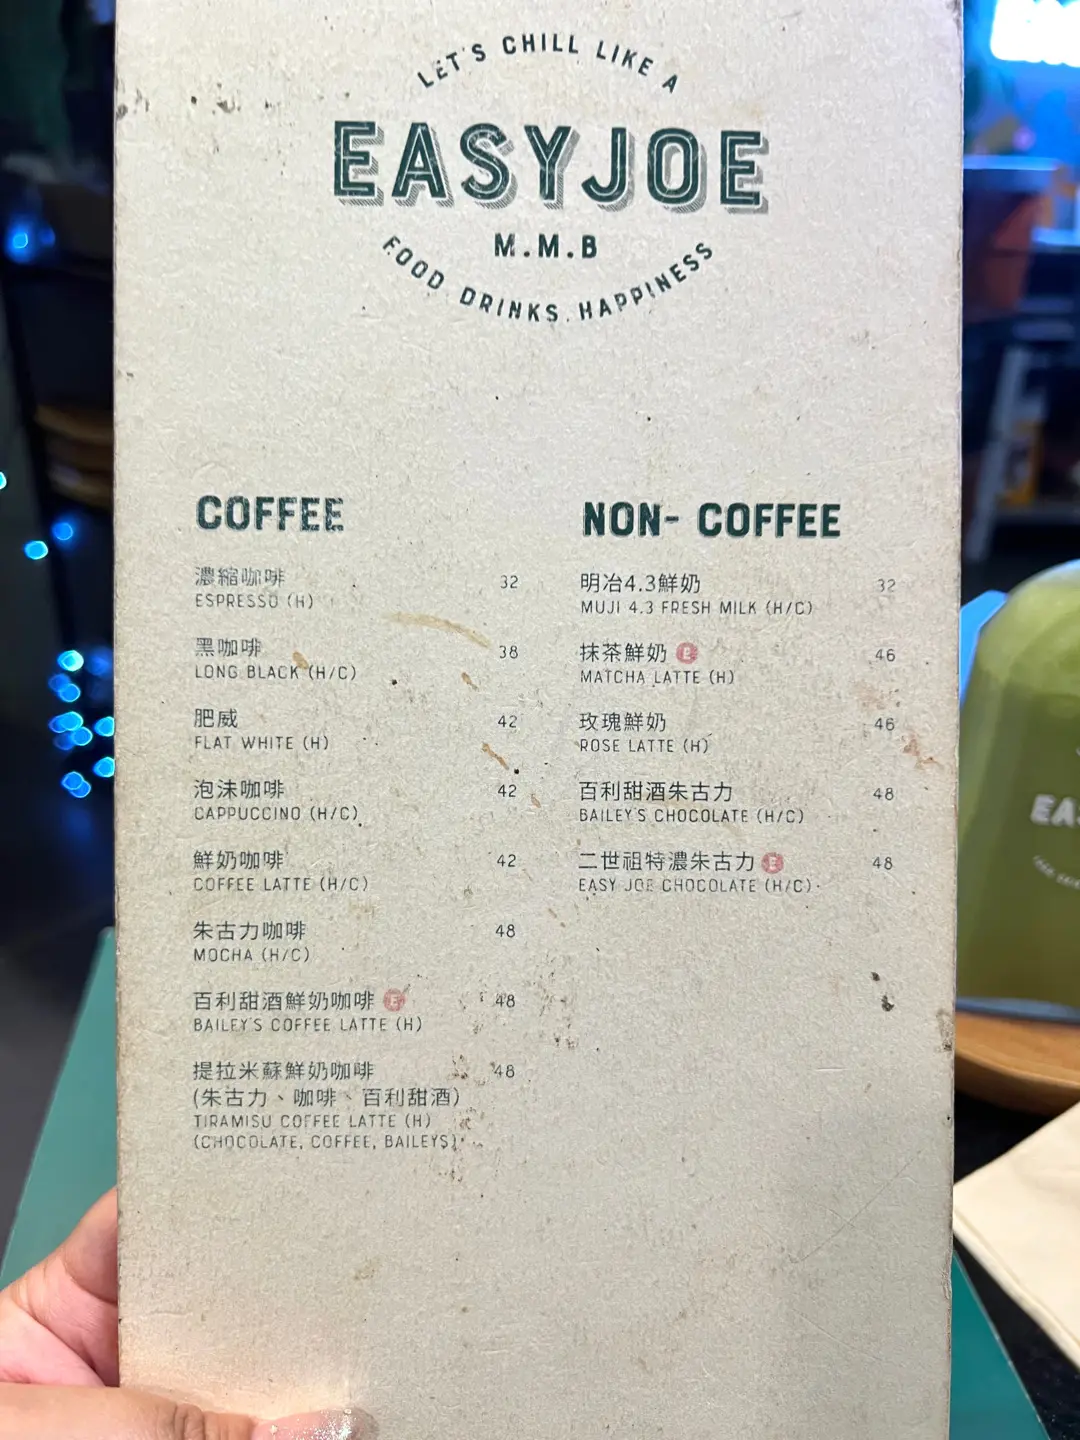 LET'S CHILL LIKE A
EASYJOE
M.M.B
FOOD DRINKS. HAPPINESS
COFFEE
濃縮咖啡 32
ESPRESSO (H)
黑咖啡 38
LONG BLACK (H/C)
肥威 42
FLAT WHITE (H)
泡沫咖啡 42
CAPPUCCINO (H/C)
鮮奶咖啡 42
COFFEE LATTE (H/C)
朱古力咖啡 48
MOCHA (H/C)
百利甜酒鮮奶咖啡 E 48
BAILEY'S COFFEE LATTE (H)
提拉米蘇鮮奶咖啡 48
(朱古力、咖啡、百利甜酒)
TIRAMISU COFFEE LATTE (H)
(CHOCOLATE, COFFEE, BAILEYS)
NON- COFFEE
明冶4.3鮮奶 32
MUJI 4.3 FRESH MILK (H/C)
抹茶鮮奶 E 46
MATCHA LATTE (H)
玫瑰鮮奶 46
ROSE LATTE (H)
百利甜酒朱古力 48
BAILEY'S CHOCOLATE (H/C)
二世祖特濃朱古力 E 48
EASY JOE CHOCOLATE (H/C)
EAS